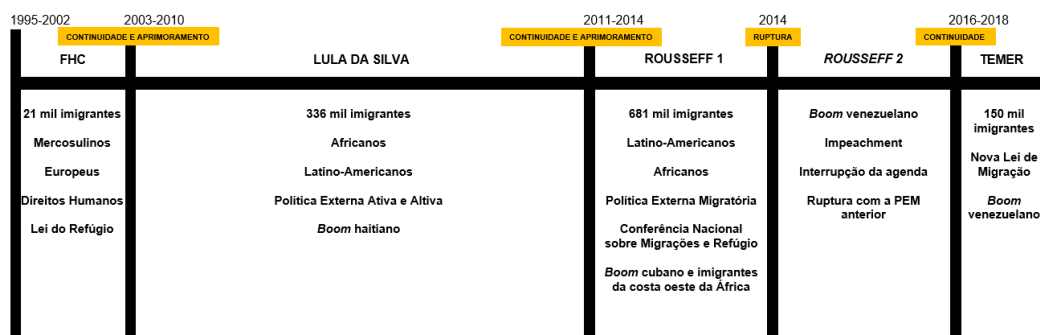 1995-2002
2003-2010
2011-2014
2014
2016-2018
CONTINUIDADE E APRIMORAMENTO
CONTINUIDADE E APRIMORAMENTO
RUPTURA
CONTINUIDADE
FHC
LULA DA SILVA
ROUSSEFF 1
ROUSSEFF 2
TEMER
21 mil imigrantes
Mercosulinos
Europeus
Direitos Humanos
Lei do Refúgio
336 mil imigrantes
Africanos
Latino-Americanos
Política Externa Ativa e Altiva
Boom haitiano
681 mil imigrantes
Latino-Americanos
Africanos
Política Externa Migratória
Conferência Nacional
sobre Migrações e Refúgio
Boom cubano e imigrantes
da costa oeste da África
Boom venezuelano
Impeachment
Interrupção da agenda
Ruptura com a PEM
anterior
150 mil
imigrantes
Nova Lei de
Migração
Boom
venezuelano